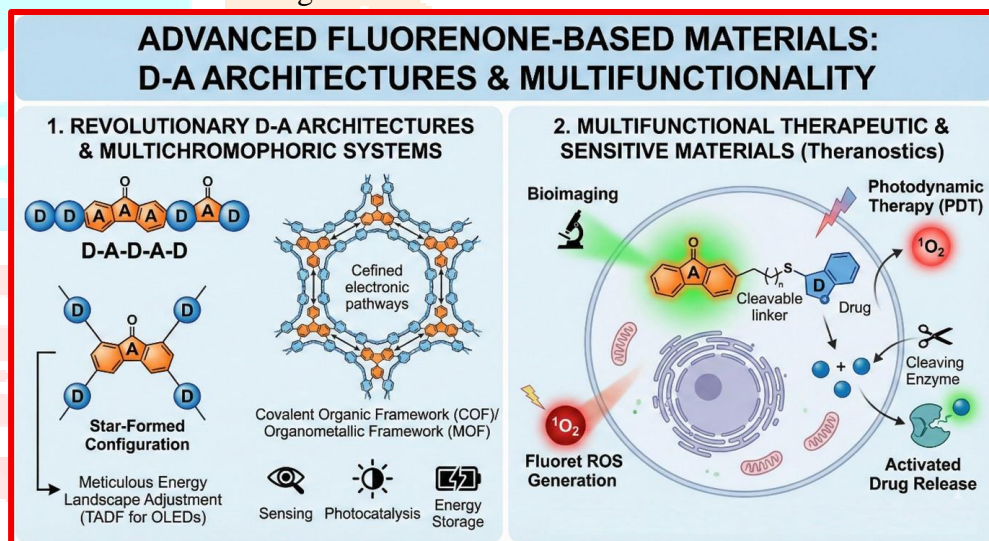 ADVANCED FLUORENONE-BASED MATERIALS:
D-A ARCHITECTURES & MULTIFUNCTIONALITY
1. REVOLUTIONARY D-A ARCHITECTURES
& MULTICHROMOPHORIC SYSTEMS
O O
D D A A A D A D
D-A-D-A-D
D D
O
A
D D
Star-Formed
Configuration
Meticulous Energy
Landscape Adjustment
(TADF for OLEDs)
Cefined
electronic
pathways
Covalent Organic Framework (COF)/
Organometallic Framework (MOF)
Sensing
Photocatalysis
Energy
Storage
2. MULTIFUNCTIONAL THERAPEUTIC &
SENSITIVE MATERIALS (Theranostics)
Bioimaging
Photodynamic
Therapy (PDT)
¹O₂
O
A
( )n
S
D
Cleavable
linker
Drug
+
Cleaving
Enzyme
¹O₂
Fluoret ROS
Generation
Activated
Drug Release